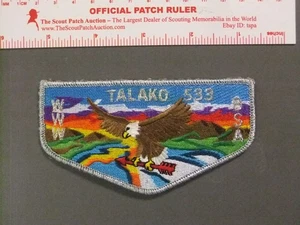 OFFICIAL PATCH RULER
The Scout Patch Auction - The Largest Dealer of Scouting Memorabilia in the World
www.TheScoutPatchAuction.com Ebay ID: tspa
TALAKO 533
WWW BSA